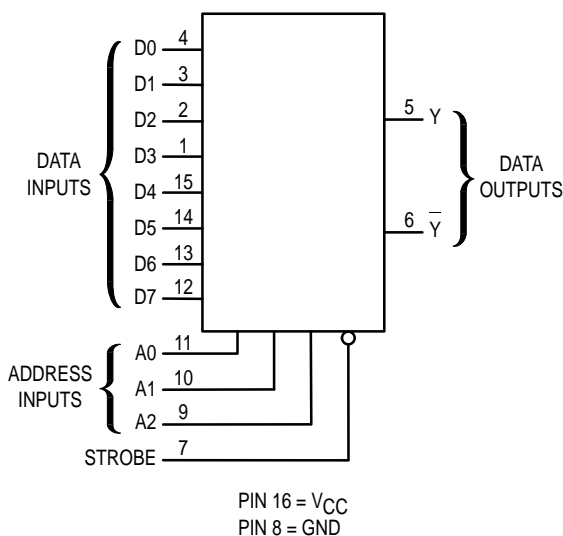 D0 4
D1 3
D2 2
D3 1
D4 15
D5 14
D6 13
D7 12
DATA
INPUTS
5 Y
6 Y̅
DATA
OUTPUTS
A0 11
A1 10
A2 9
ADDRESS
INPUTS
STROBE 7
PIN 16 = VCC
PIN 8 = GND